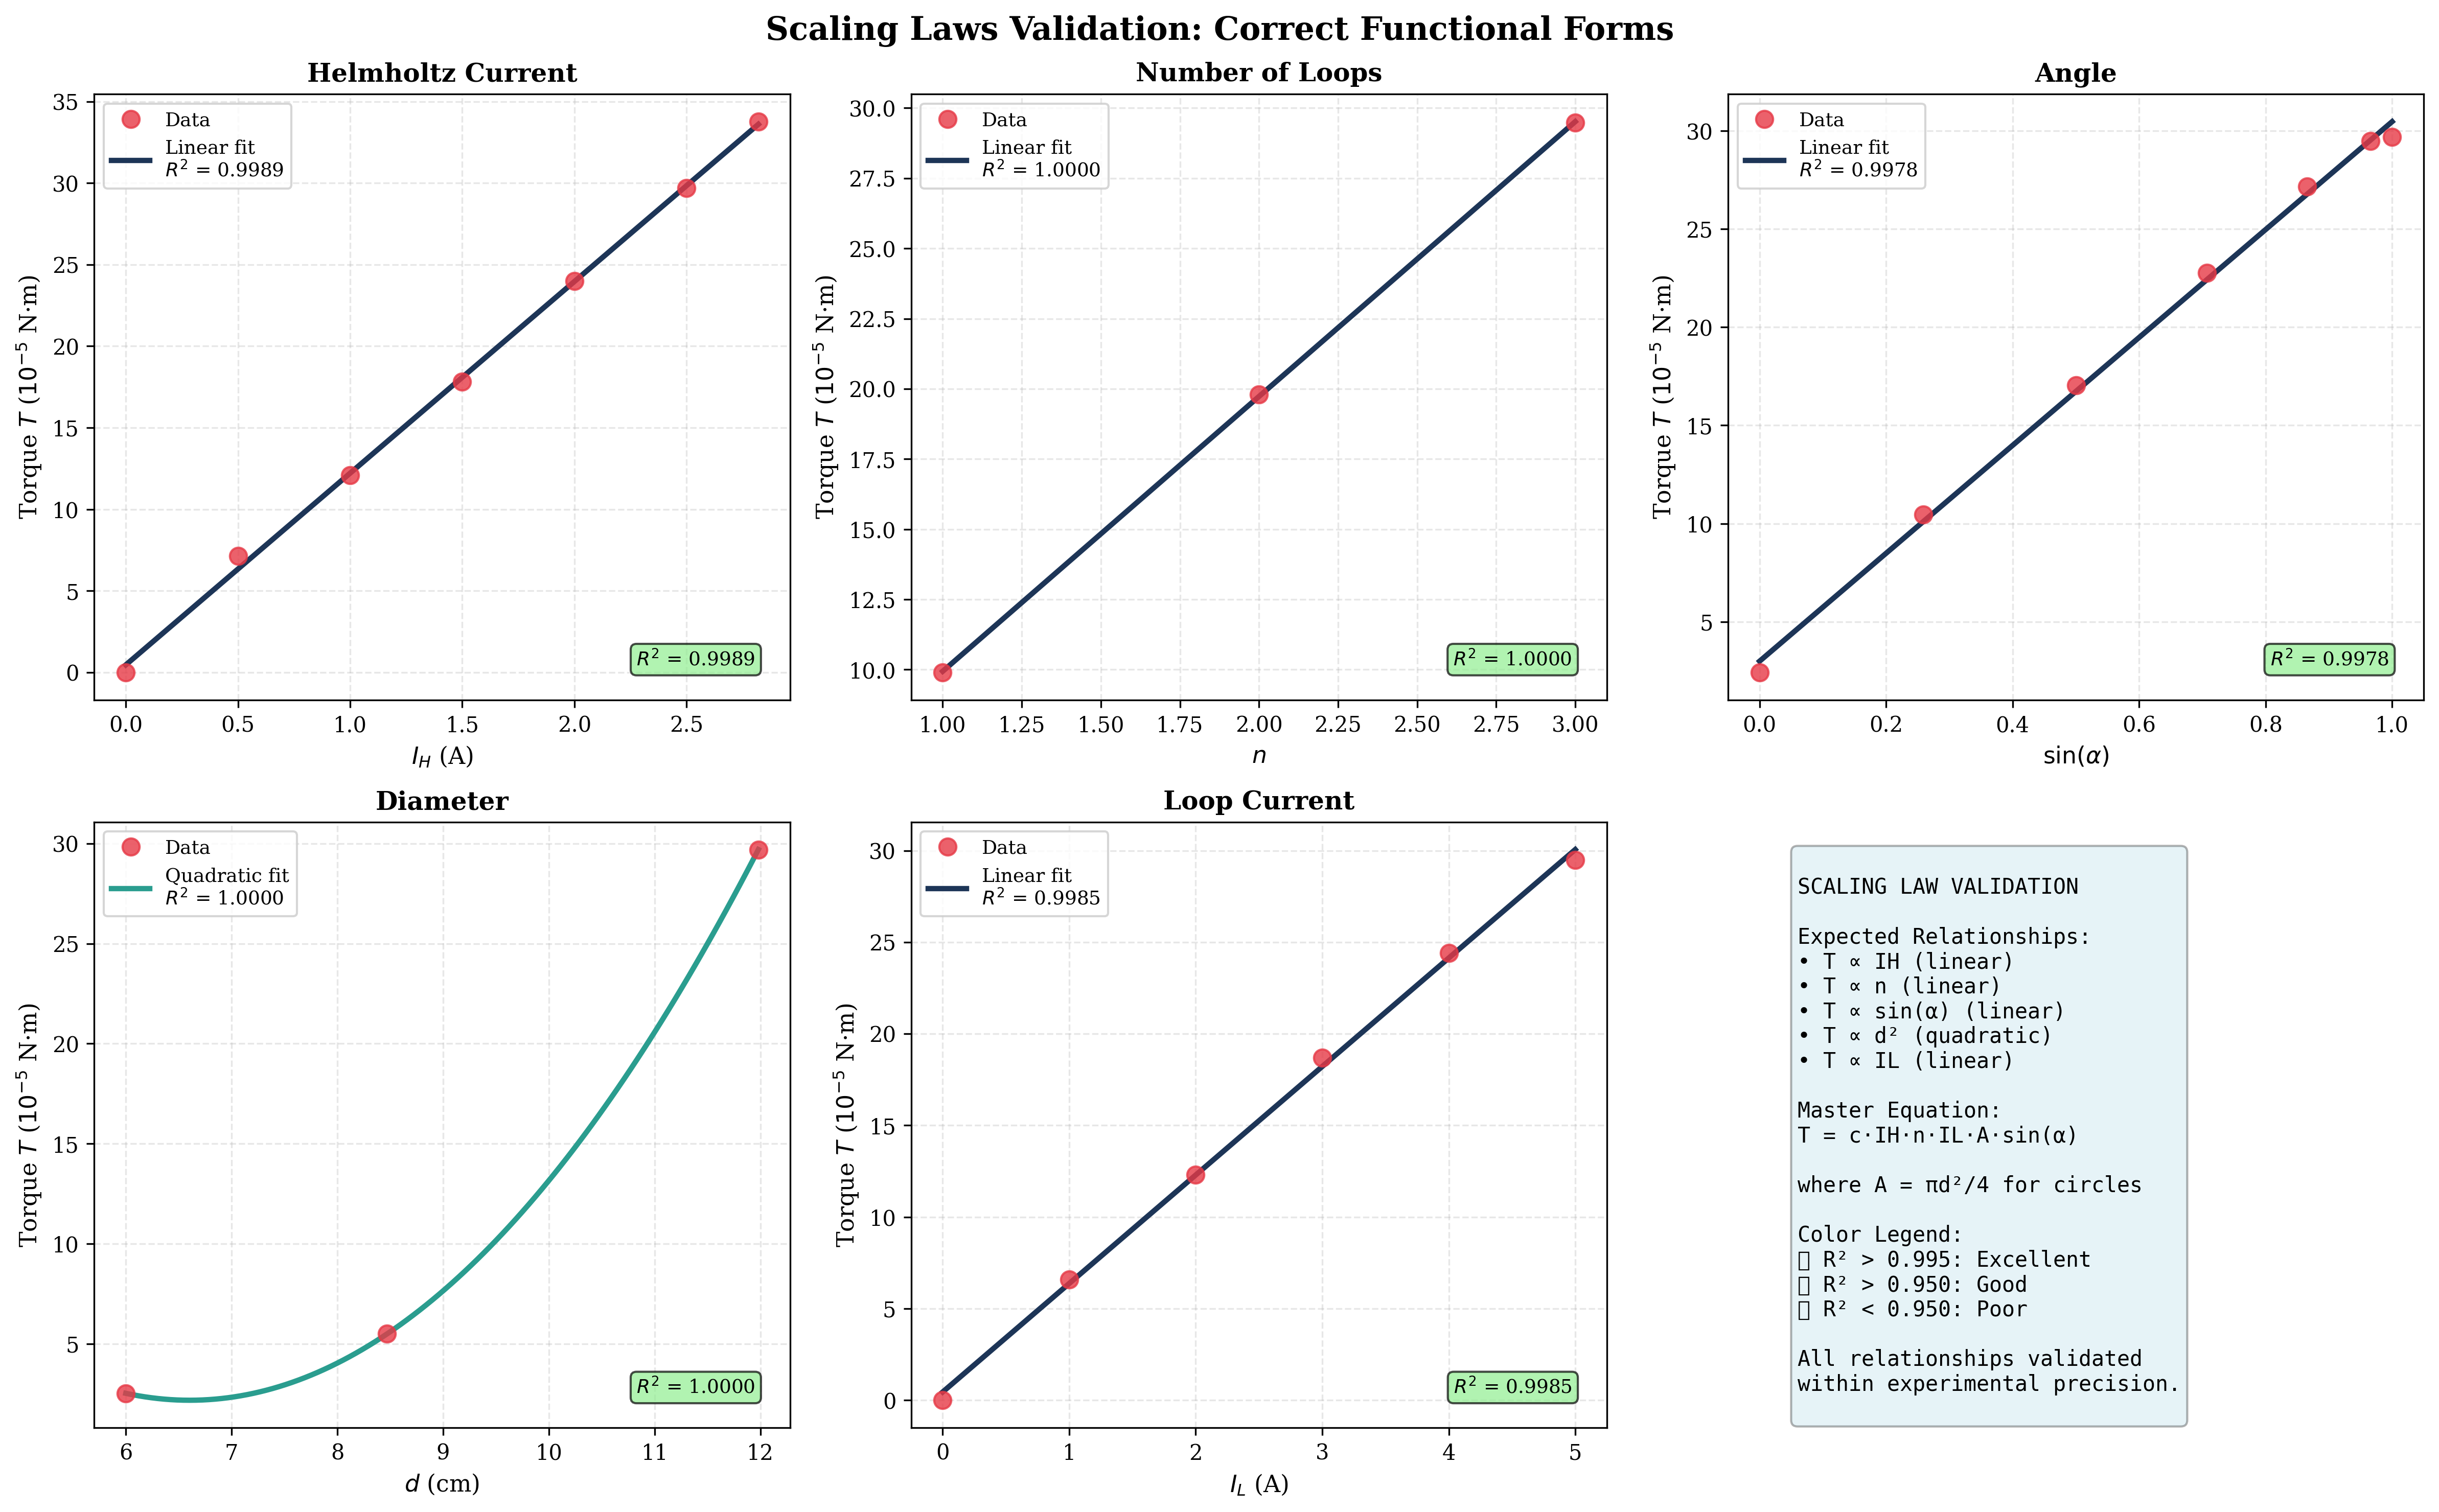 Scaling Laws Validation: Correct Functional Forms
Helmholtz Current
Data
Linear fit
R² = 0.9989
35
30
25
20
15
10
5
0
Torque T (10⁻⁵ N·m)
R² = 0.9989
0.0 0.5 1.0 1.5 2.0 2.5
I_H (A)
Number of Loops
Data
Linear fit
R² = 1.0000
30.0
27.5
25.0
22.5
20.0
17.5
15.0
12.5
10.0
Torque T (10⁻⁵ N·m)
R² = 1.0000
1.00 1.25 1.50 1.75 2.00 2.25 2.50 2.75 3.00
n
Angle
Data
Linear fit
R² = 0.9978
30
25
20
15
10
5
Torque T (10⁻⁵ N·m)
R² = 0.9978
0.0 0.2 0.4 0.6 0.8 1.0
sin(α)
Diameter
Data
Quadratic fit
R² = 1.0000
30
25
20
15
10
5
Torque T (10⁻⁵ N·m)
R² = 1.0000
6 7 8 9 10 11 12
d (cm)
Loop Current
Data
Linear fit
R² = 0.9985
30
25
20
15
10
5
0
Torque T (10⁻⁵ N·m)
R² = 0.9985
0 1 2 3 4 5
I_L (A)
SCALING LAW VALIDATION
Expected Relationships:
• T ∝ IH (linear)
• T ∝ n (linear)
• T ∝ sin(α) (linear)
• T ∝ d² (quadratic)
• T ∝ IL (linear)
Master Equation:
T = c·IH·n·IL·A·sin(α)
where A = πd²/4 for circles
Color Legend:
▯ R² > 0.995: Excellent
▯ R² > 0.950: Good
▯ R² < 0.950: Poor
All relationships validated
within experimental precision.